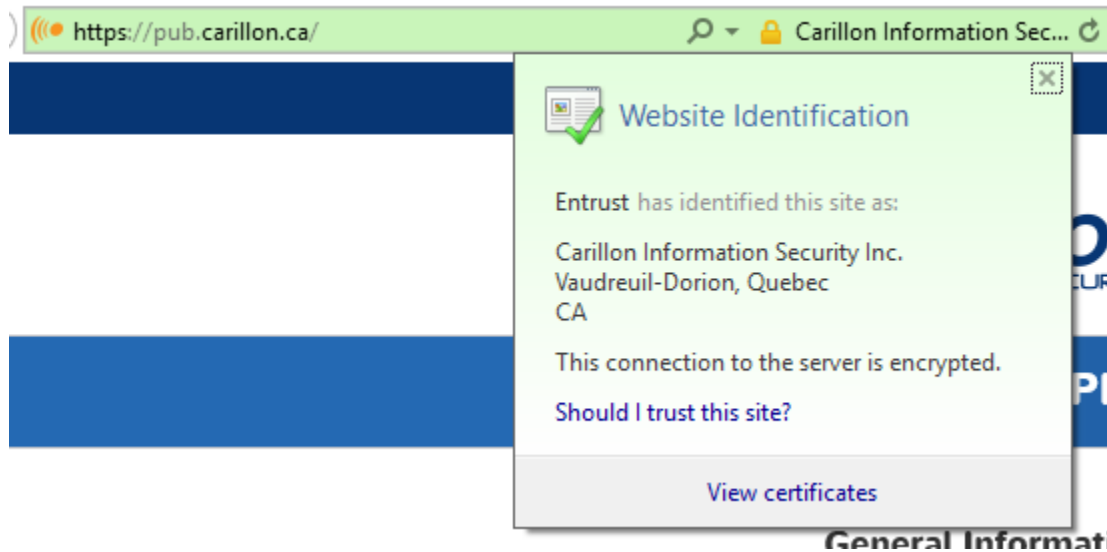 https://pub.carillon.ca/
Carillon Information Sec...
Website Identification
Entrust has identified this site as:
Carillon Information Security Inc.
Vaudreuil-Dorion, Quebec
CA
This connection to the server is encrypted.
Should I trust this site?
View certificates
General